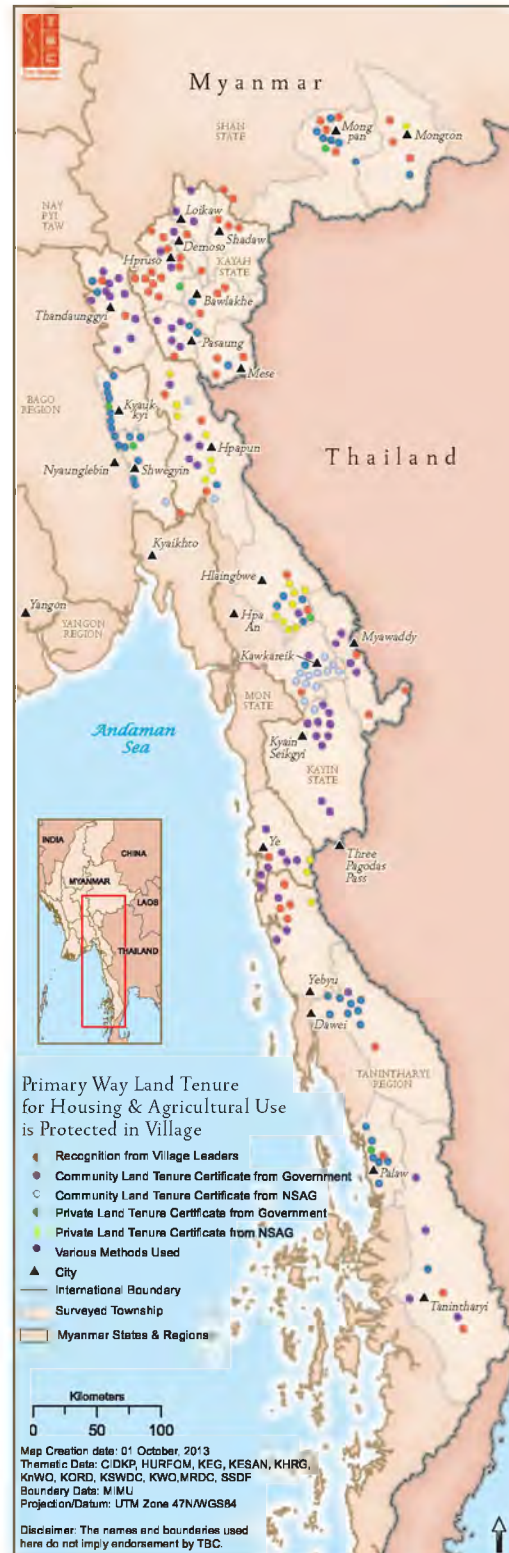 TBC
Myanmar
SHAN
STATE
Mong
pan
Mongton
NAY
PYI
TAW
Loikaw
Shadaw
Demoso
Hpruso
KAYAH
STATE
Bawlakhe
Thandaunggyi
Pasaung
Mese
BAGO
REGION
Kyauk-
kyi
Hpapun
Thailand
Nyaunglebin
Shwegyin
Kyaikhto
Hlaingbwe
Yangon
YANGON
REGION
Hpa
An
Myawaddy
Kawkareik
MON
STATE
Andaman
Sea
Kyain
Seikgyi
KAYIN
STATE
Ye
Three
Pagodas
Pass
INDIA
CHINA
MYANMAR
LAOS
THAILAND
Yebyu
Dawei
TANINTHARYI
REGION
Palaw
Tanintharyi
Primary Way Land Tenure
for Housing & Agricultural Use
is Protected in Village
Recognition from Village Leaders
Community Land Tenure Certificate from Government
Community Land Tenure Certificate from NSAG
Private Land Tenure Certificate from Government
Private Land Tenure Certificate from NSAG
Various Methods Used
City
International Boundary
Surveyed Township
Myanmar States & Regions
Kilometers
0 50 100
Map Creation date: 01 October, 2013
Thematic Data: CIDKP, HURFOM, KEG, KESAN, KHRG,
KnWO, KORD, KSWDC, KWO,MRDC, SSDF
Boundary Data: MIMU
Projection/Datum: UTM Zone 47N/WGS84
Disclaimer: The names and boundaries used
here do not imply endorsement by TBC.